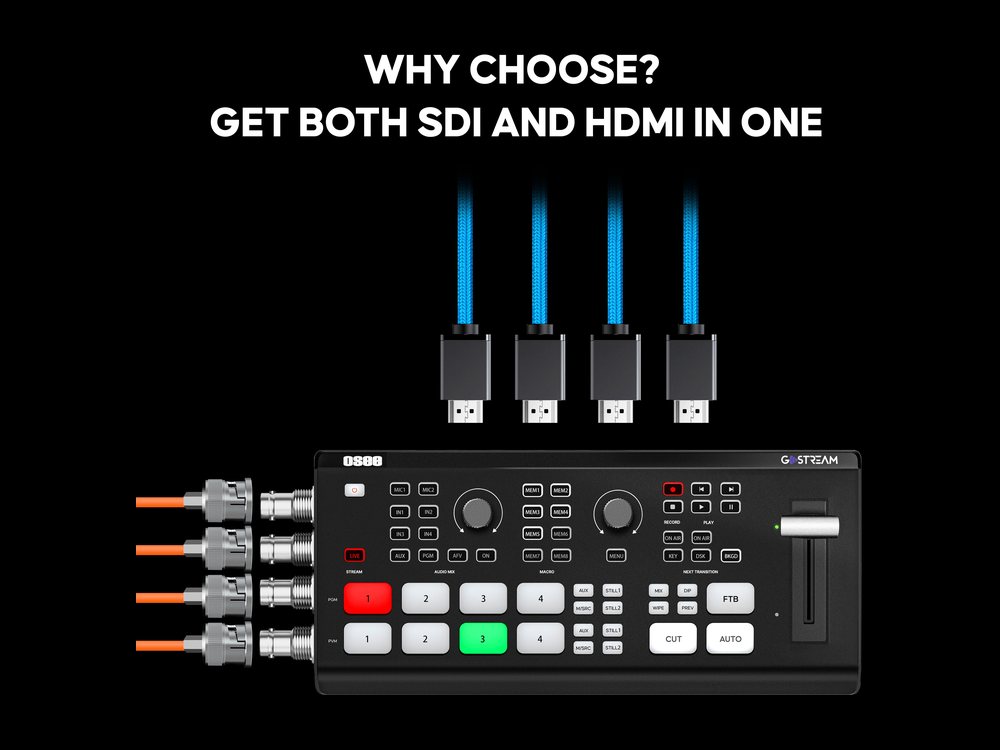 WHY CHOOSE?
GET BOTH SDI AND HDMI IN ONE
OSEE
GOSTREAM
MIC1 MIC2
MEM1 MEM2
IN1 IN2
MEM3 MEM4
RECORD PLAY
IN3 IN4
MEM5 MEM6
ON AIR ON AIR
LIVE AUX PGM AFV ON
MEM7 MEM8
MENU
KEY DSK BKGD
STREAM AUDIO MIX MACRO NEXT TRANSITION
PGM 1 2 3 4
AUX STILL1
M/SRC STILL2
MIX DIP
WIPE PREV
FTB
PVW 1 2 3 4
AUX STILL1
M/SRC STILL2
CUT AUTO